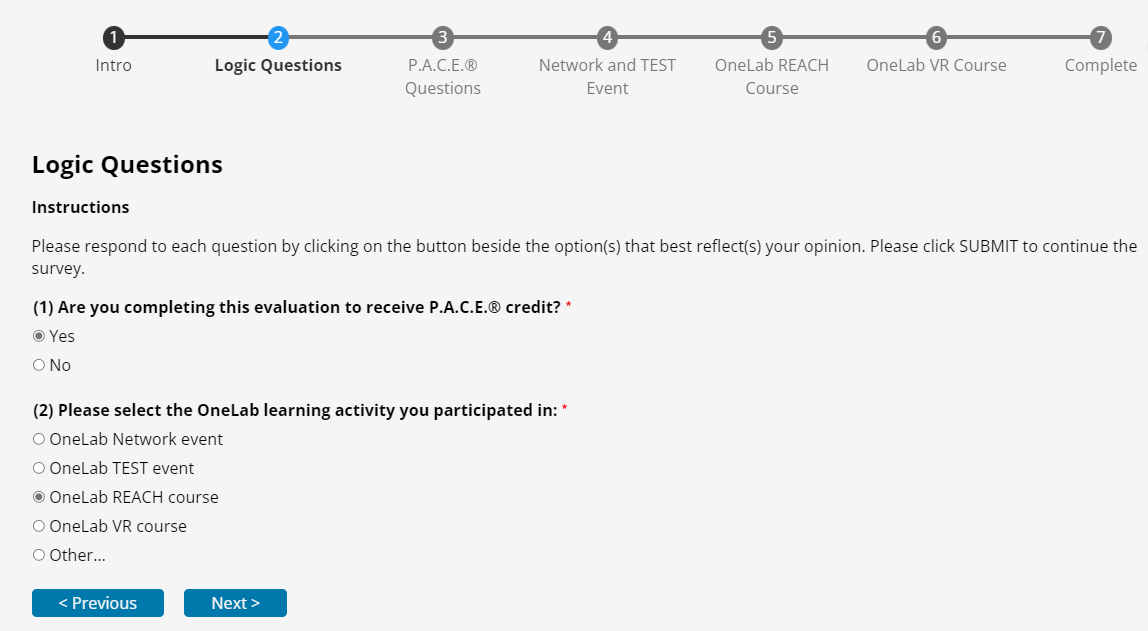 1 2 3 4 5 6 7
Intro Logic Questions P.A.C.E.® Network and TEST OneLab REACH OneLab VR Course Complete
Questions Event Course
Logic Questions
Instructions
Please respond to each question by clicking on the button beside the option(s) that best reflect(s) your opinion. Please click SUBMIT to continue the
survey.
(1) Are you completing this evaluation to receive P.A.C.E.® credit? *
Yes
No
(2) Please select the OneLab learning activity you participated in: *
OneLab Network event
OneLab TEST event
OneLab REACH course
OneLab VR course
Other...
< Previous Next >